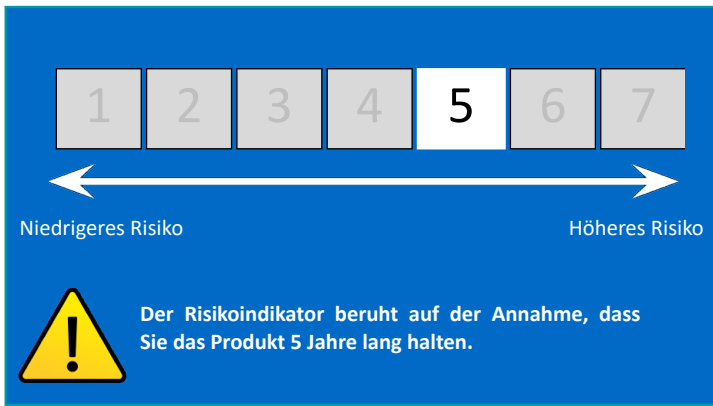 1 2 3 4 5 6 7
Niedrigeres Risiko Höheres Risiko
Der Risikoindikator beruht auf der Annahme, dass
Sie das Produkt 5 Jahre lang halten.